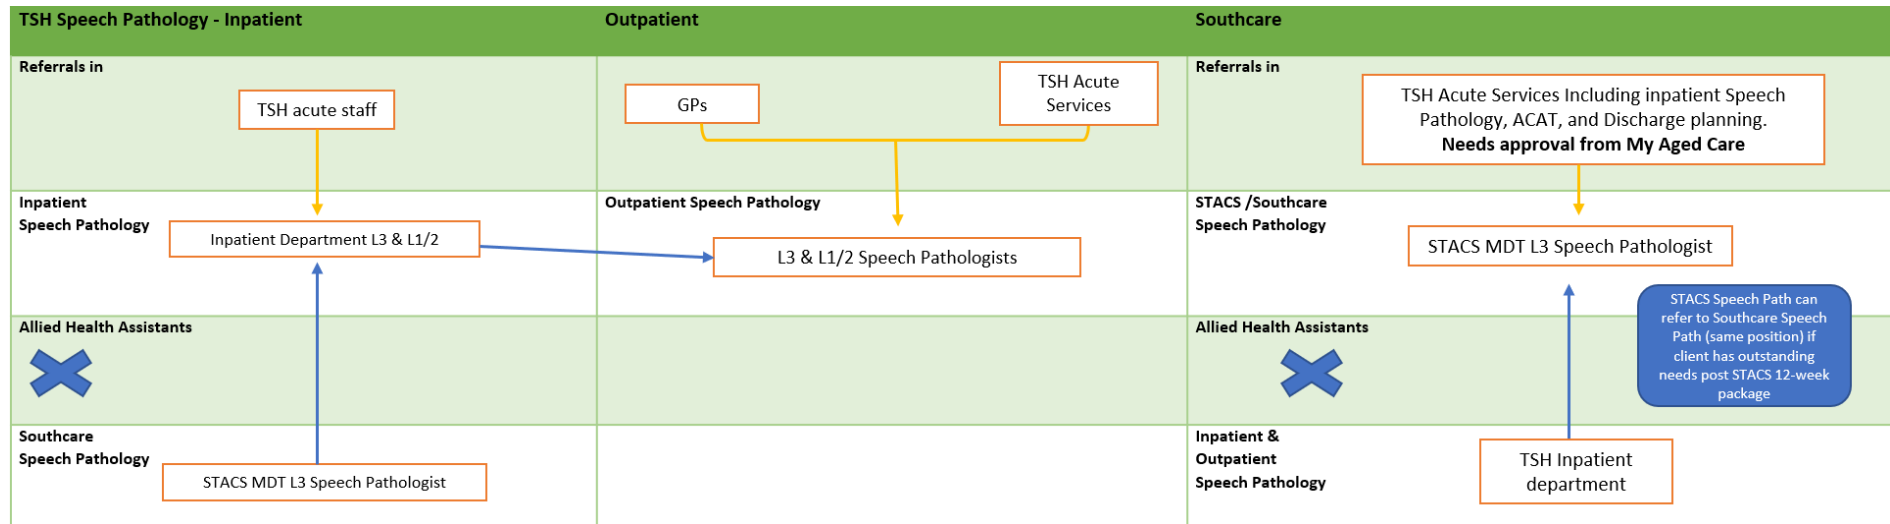 TSH Speech Pathology - Inpatient
Outpatient
Southcare
Referrals in
TSH acute staff
GPs
TSH Acute
Services
Referrals in
TSH Acute Services Including inpatient Speech
Pathology, ACAT, and Discharge planning.
Needs approval from My Aged Care
Inpatient
Speech Pathology
Inpatient Department L3 & L1/2
Outpatient Speech Pathology
L3 & L1/2 Speech Pathologists
STACS /Southcare
Speech Pathology
STACS MDT L3 Speech Pathologist
STACS Speech Path can
refer to Southcare Speech
Path (same position) if
client has outstanding
needs post STACS 12-week
package
Allied Health Assistants
Allied Health Assistants
Southcare
Speech Pathology
STACS MDT L3 Speech Pathologist
Inpatient &
Outpatient
Speech Pathology
TSH Inpatient
department